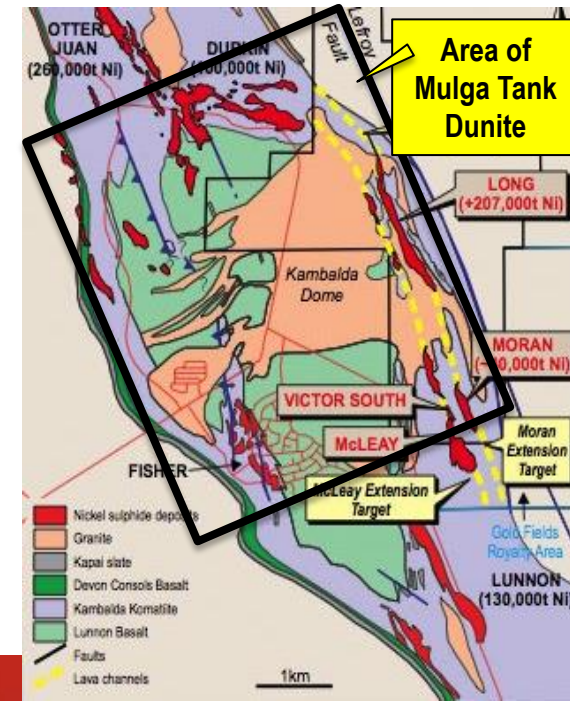 OTTER
JUAN
(260,000t Ni)
DURKIN
Lefroy
Fault
Area of
Mulga Tank
Dunite
LONG
(+207,000t Ni)
Kambalda
Dome
MORAN
VICTOR SOUTH
McLEAY
Moran
Extension
Target
FISHER
McLeay Extension
Target
Gold Fields
Royalty Area
LUNNON
(130,000t Ni)
Nickel sulphide deposits
Granite
Kapai slate
Devon Consols Basalt
Kambalda Komatiite
Lunnon Basalt
Faults
Lava channels
1km